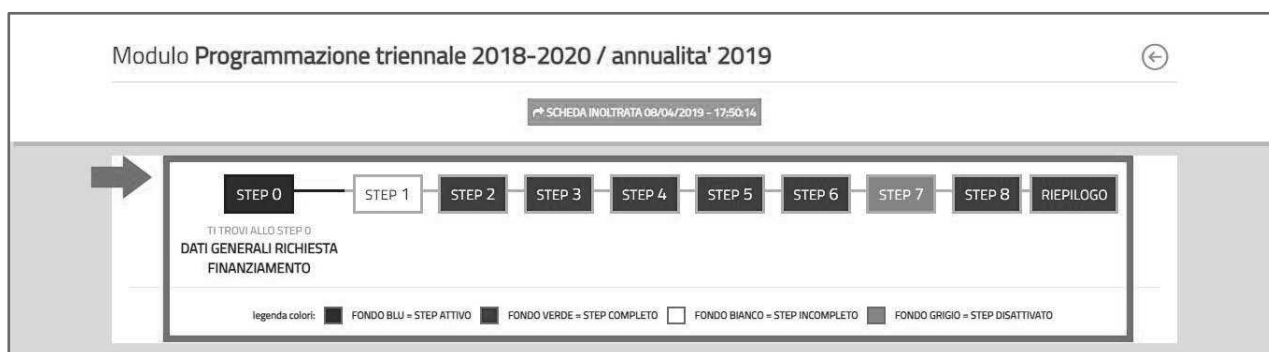 Modulo Programmazione triennale 2018-2020 / annualita' 2019
SCHEDA INOLTRATA 08/04/2019 - 17:50:14
STEP 0 STEP 1 STEP 2 STEP 3 STEP 4 STEP 5 STEP 6 STEP 7 STEP 8 RIEPILOGO
TI TROVI ALLO STEP 0
DATI GENERALI RICHIESTA
FINANZIAMENTO
legenda colori: FONDO BLU = STEP ATTIVO FONDO VERDE = STEP COMPLETO FONDO BIANCO = STEP INCOMPLETO FONDO GRIGIO = STEP DISATTIVATO